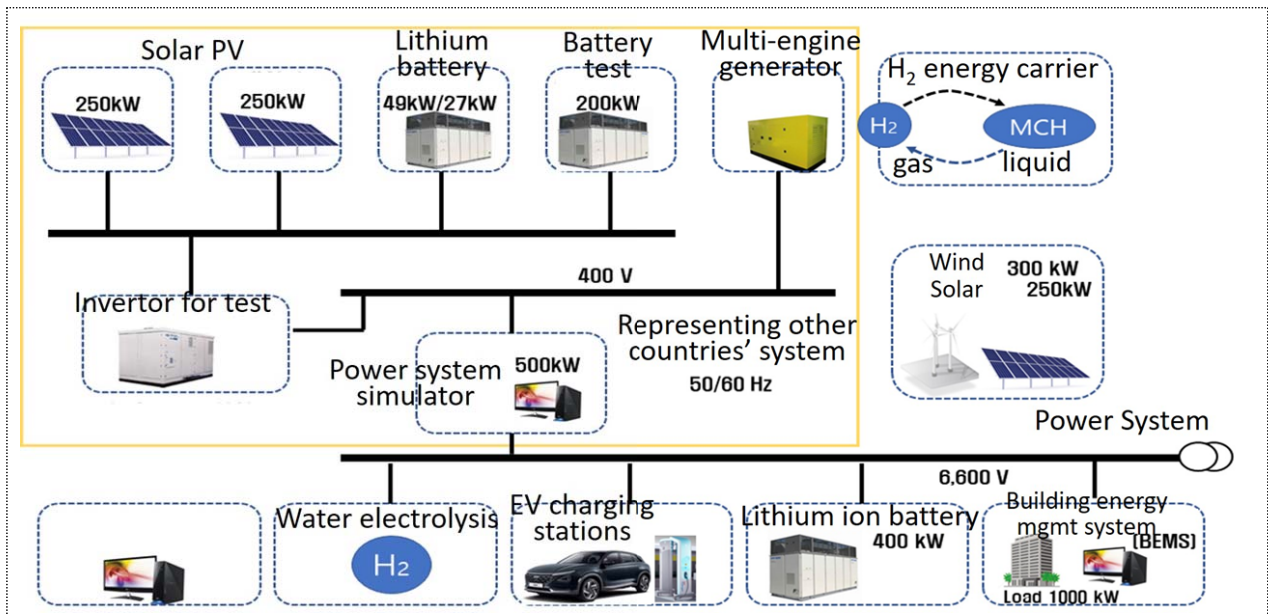 Solar PV
Lithium
battery
Battery
test
Multi-engine
generator
250kW
250kW
49kW/27kW
200kW
H₂ energy carrier
H₂
MCH
gas
liquid
400 V
Invertor for test
Power system
simulator
500kW
Representing other
countries' system
50/60 Hz
Wind
Solar
300 kW
250kW
Power System
6,600 V
Water electrolysis
H₂
EV charging
stations
Lithium ion battery
400 kW
Building energy
mgmt system
(BEMS)
Load 1000 kW